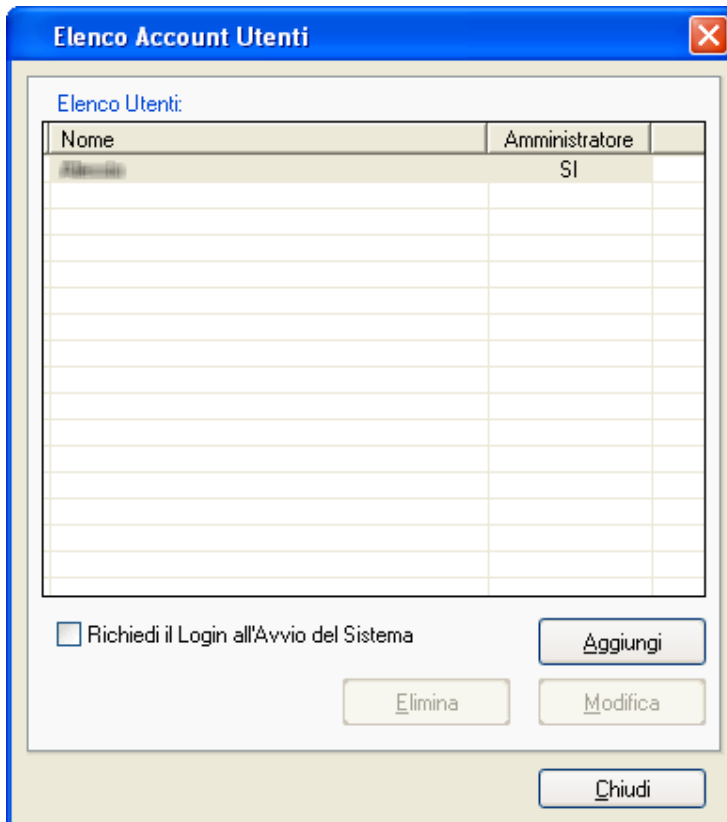 Elenco Account Utenti
Elenco Utenti:
Nome Amministratore
SI
Richiedi il Login all'Avvio del Sistema
Aggiungi
Elimina Modifica
Chiudi